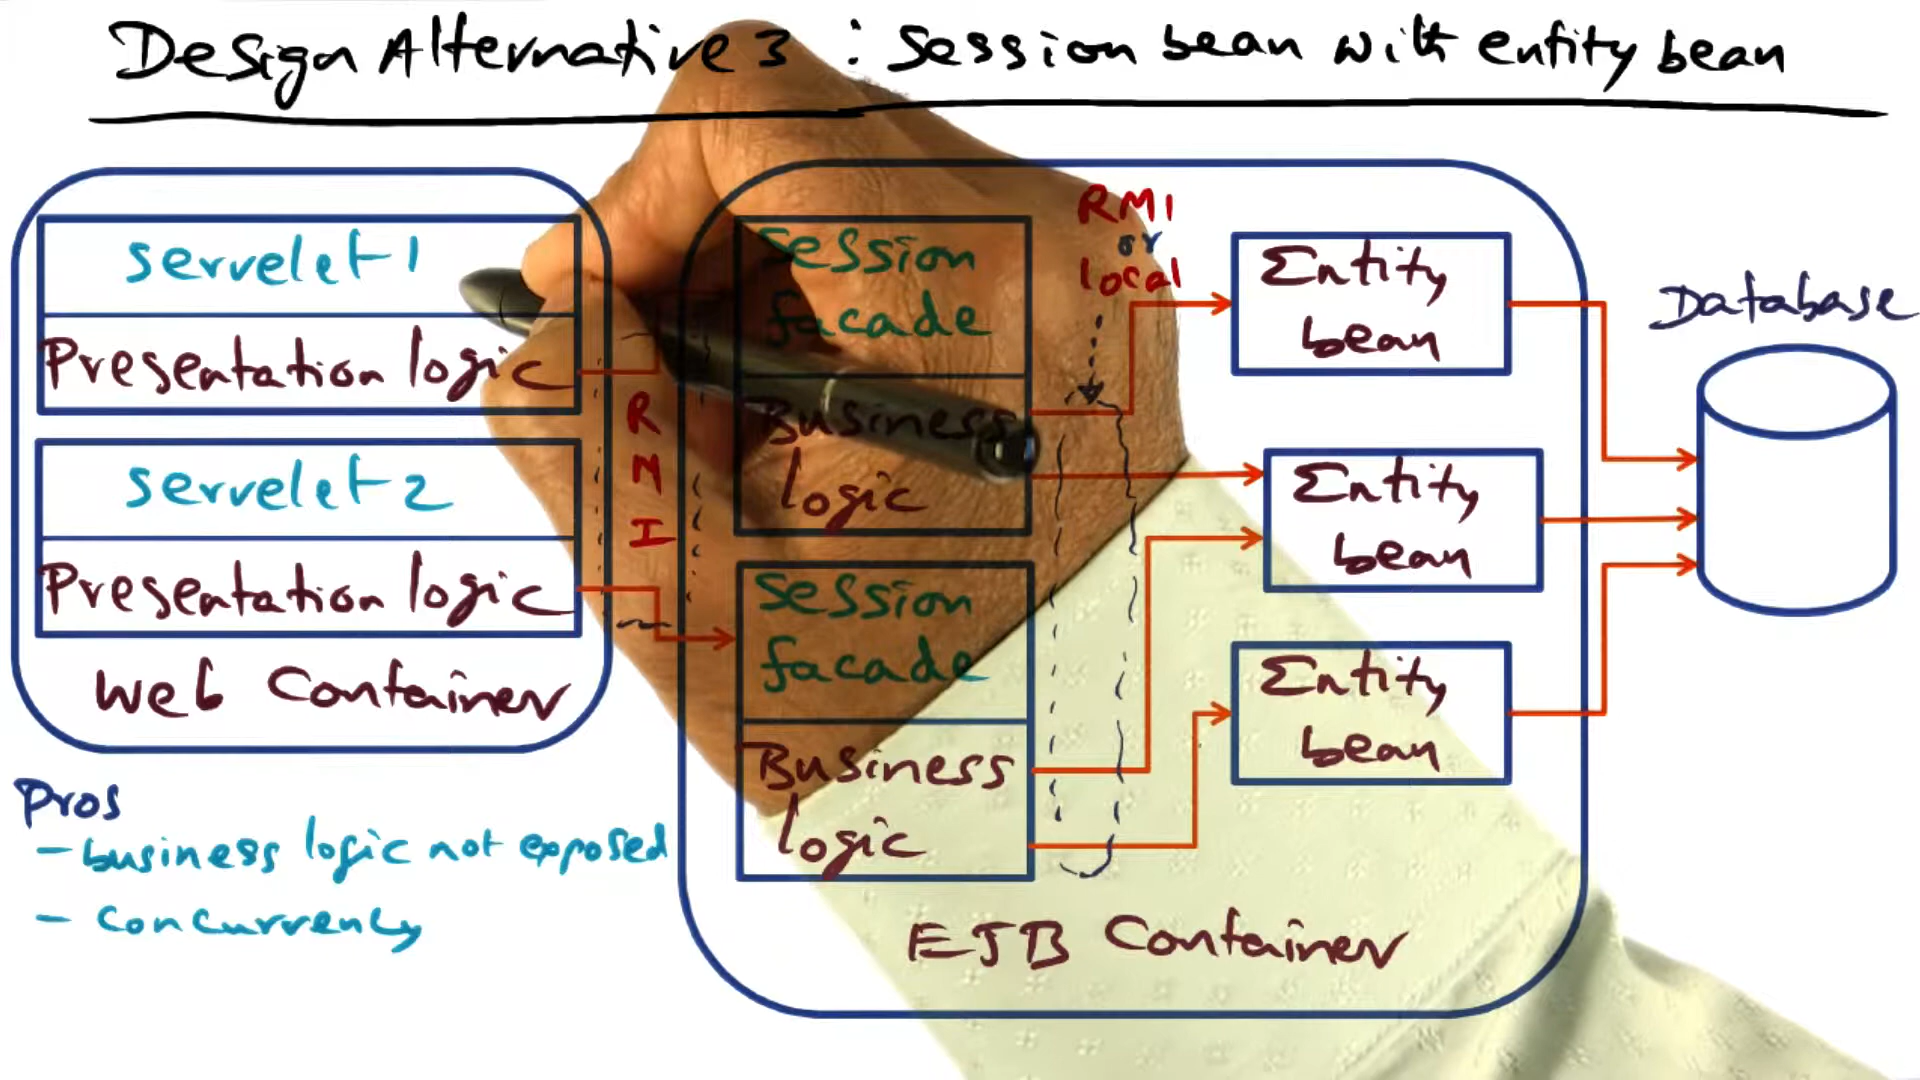 Design Alternative 3 : Session bean with entity bean
servelet 1
Presentation logic
servelet 2
Presentation logic
Web Container
R
M
I
Session
facade
Business
logic
Session
facade
Business
logic
RMI
or
local
Entity
bean
Entity
bean
Entity
bean
EJB Container
Database
Pros
- business logic not exposed
- Concurrency